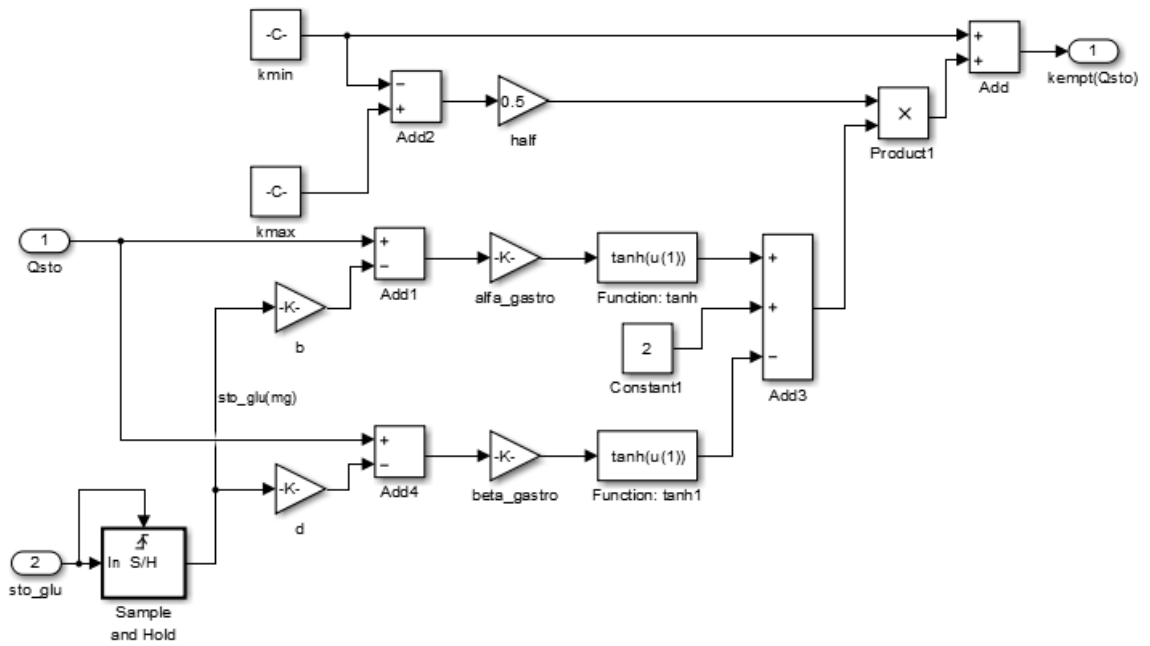 -C-
kmin
+
+
Add
1
kempt(Qsto)
−
+
Add2
0.5
half
×
Product1
-C-
kmax
1
Qsto
+
−
Add1
-K-
alfa_gastro
tanh(u(1))
Function: tanh
+
+
−
Add3
-K-
b
2
Constant1
sto_glu(mg)
+
−
Add4
-K-
beta_gastro
tanh(u(1))
Function: tanh1
-K-
d
2
sto_glu
In S/H
Sample
and Hold